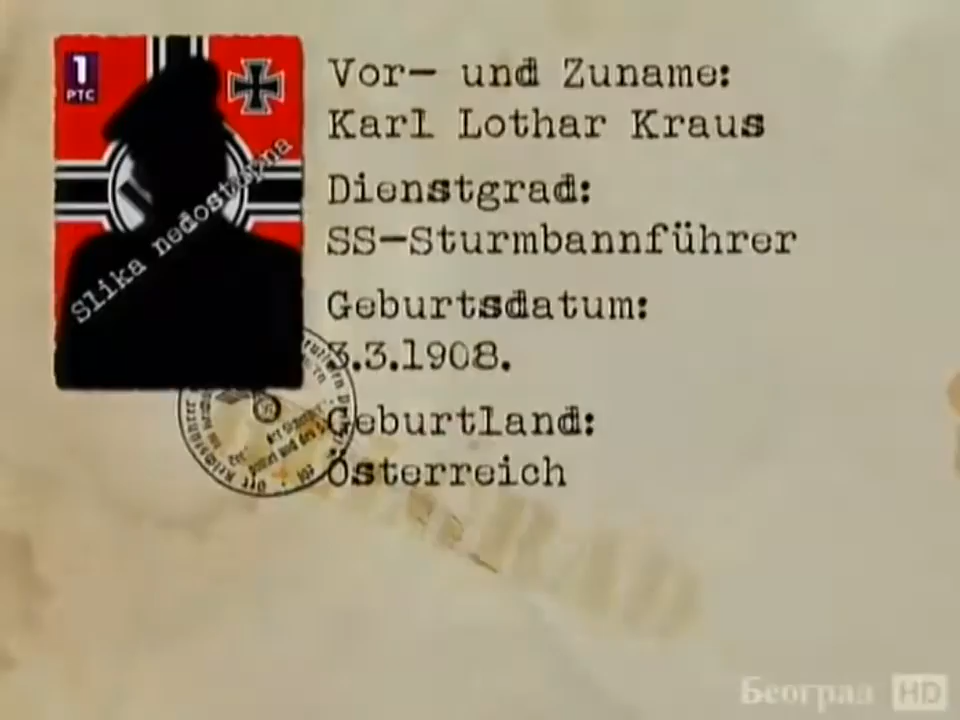 1
РТС
Slika nedostupna
Vor- und Zuname:
Karl Lothar Kraus
Dienstgrad:
SS-Sturmbannführer
Geburtsdatum:
3.3.1908.
Geburtland:
Österreich
Београд HD